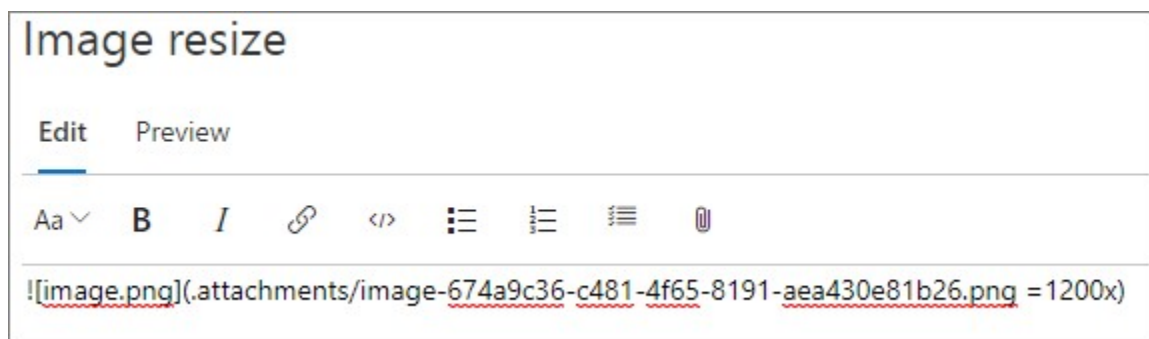 Image resize
Edit Preview
Aa B I </>
![image.png](.attachments/image-674a9c36-c481-4f65-8191-aea430e81b26.png =1200x)